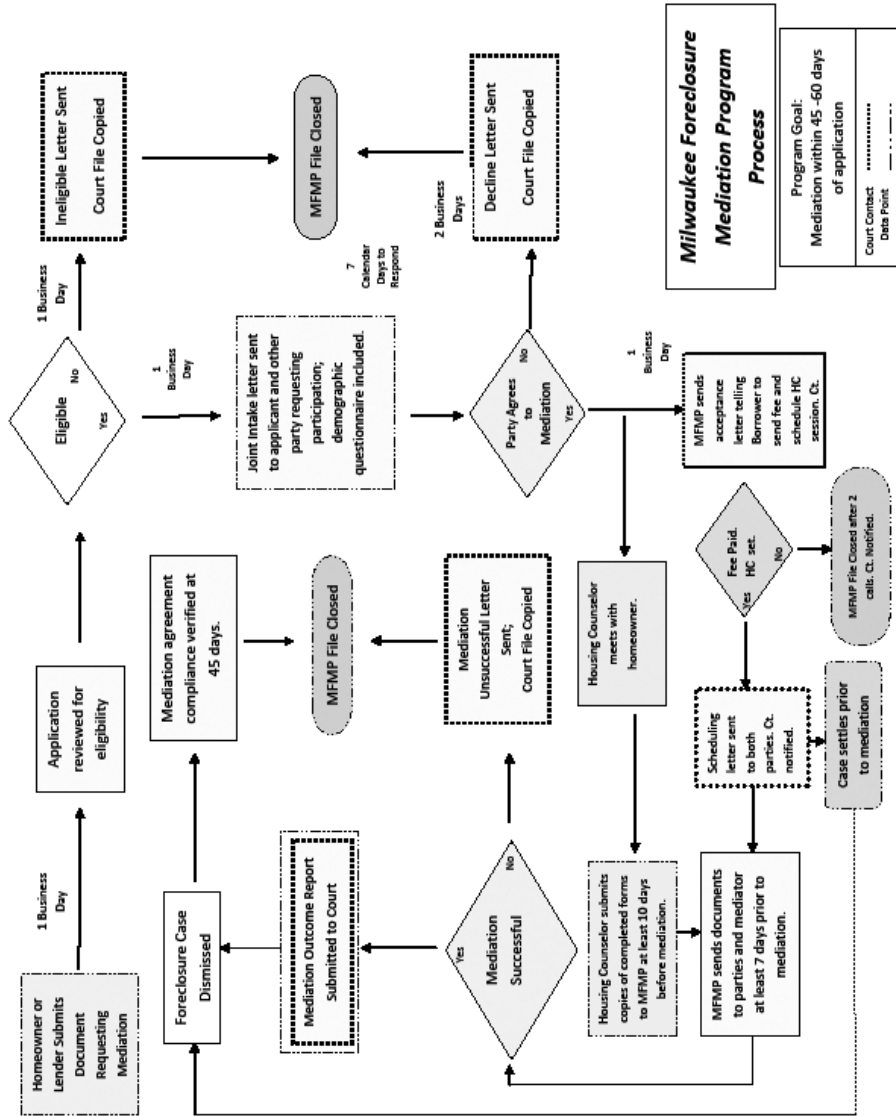 Homeowner or
Lender Submits
Document
Requesting
Mediation
1 Business
Day
Application
reviewed for
eligibility
Eligible
No
Yes
1 Business
Day
Ineligible Letter Sent
Court File Copied
1
Business
Day
Joint Intake letter sent
to applicant and other
party requesting
participation;
demographic
questionnaire included.
MFMP File Closed
7
Calendar
Days to
Respond
2 Business
Days
Party Agrees
to
Mediation
No
Yes
Decline Letter Sent
Court File Copied
1
Business
Day
MFMP sends
acceptance
letter telling
Borrower to
send fee and
schedule HC
session. Ct.
Housing Counselor
meets with
homeowner.
Fee Paid.
HC set.
Yes
No
MFMP File Closed after 2
calls. Ct. Notified.
Housing Counselor submits
copies of completed forms
to MFMP at least 10 days
before mediation.
Scheduling
letter sent
to both
parties. Ct.
notified.
Case settles prior
to mediation
MFMP sends documents
to parties and mediator
at least 7 days prior to
mediation.
Mediation
Successful
Yes
No
Mediation Outcome Report
Submitted to Court
Foreclosure Case
Dismissed
Mediation agreement
compliance verified at
45 days.
MFMP File Closed
Mediation
Unsuccessful Letter
Sent;
Court File Copied
Milwaukee Foreclosure
Mediation Program
Process
Program Goal:
Mediation within 45 -60 days
of application
Court Contact
Data Point